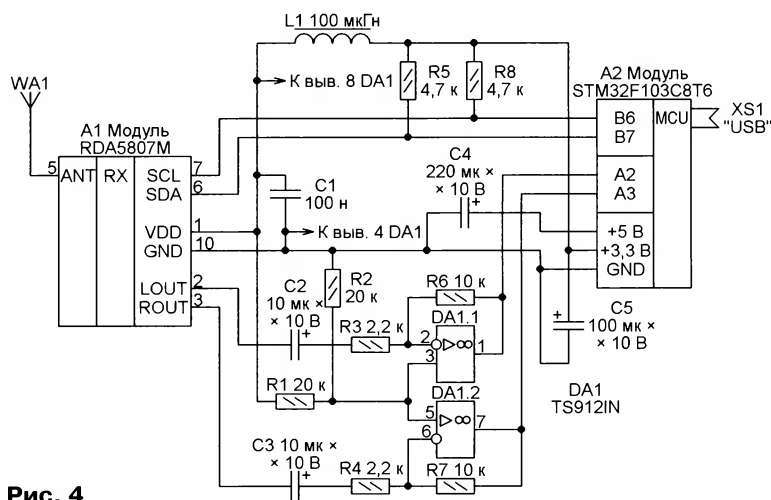 L1 100 мкГн
WA1
К выв. 8 DA1
R5
4,7 к
R8
4,7 к
A2 Модуль
STM32F103C8T6
B6
B7
MCU
XS1
"USB"
A2
A3
+5 В
+3,3 В
GND
A1 Модуль
RDA5807M
5
ANT
RX
SCL
SDA
VDD
GND
LOUT
ROUT
7
6
1
10
2
3
C1
100 н
К выв. 4 DA1
C4
220 мк ×
× 10 В
+
R2
20 к
C2
10 мк ×
× 10 В
+
R3 2,2 к
R6 10 к
DA1.1
2
3
▷∞
1
R1 20 к
DA1.2
5
6
▷∞
7
C3 10 мк ×
× 10 В
+
R4 2,2 к
R7 10 к
+
C5
100 мк ×
× 10 В
DA1
TS912IN
Рис. 4